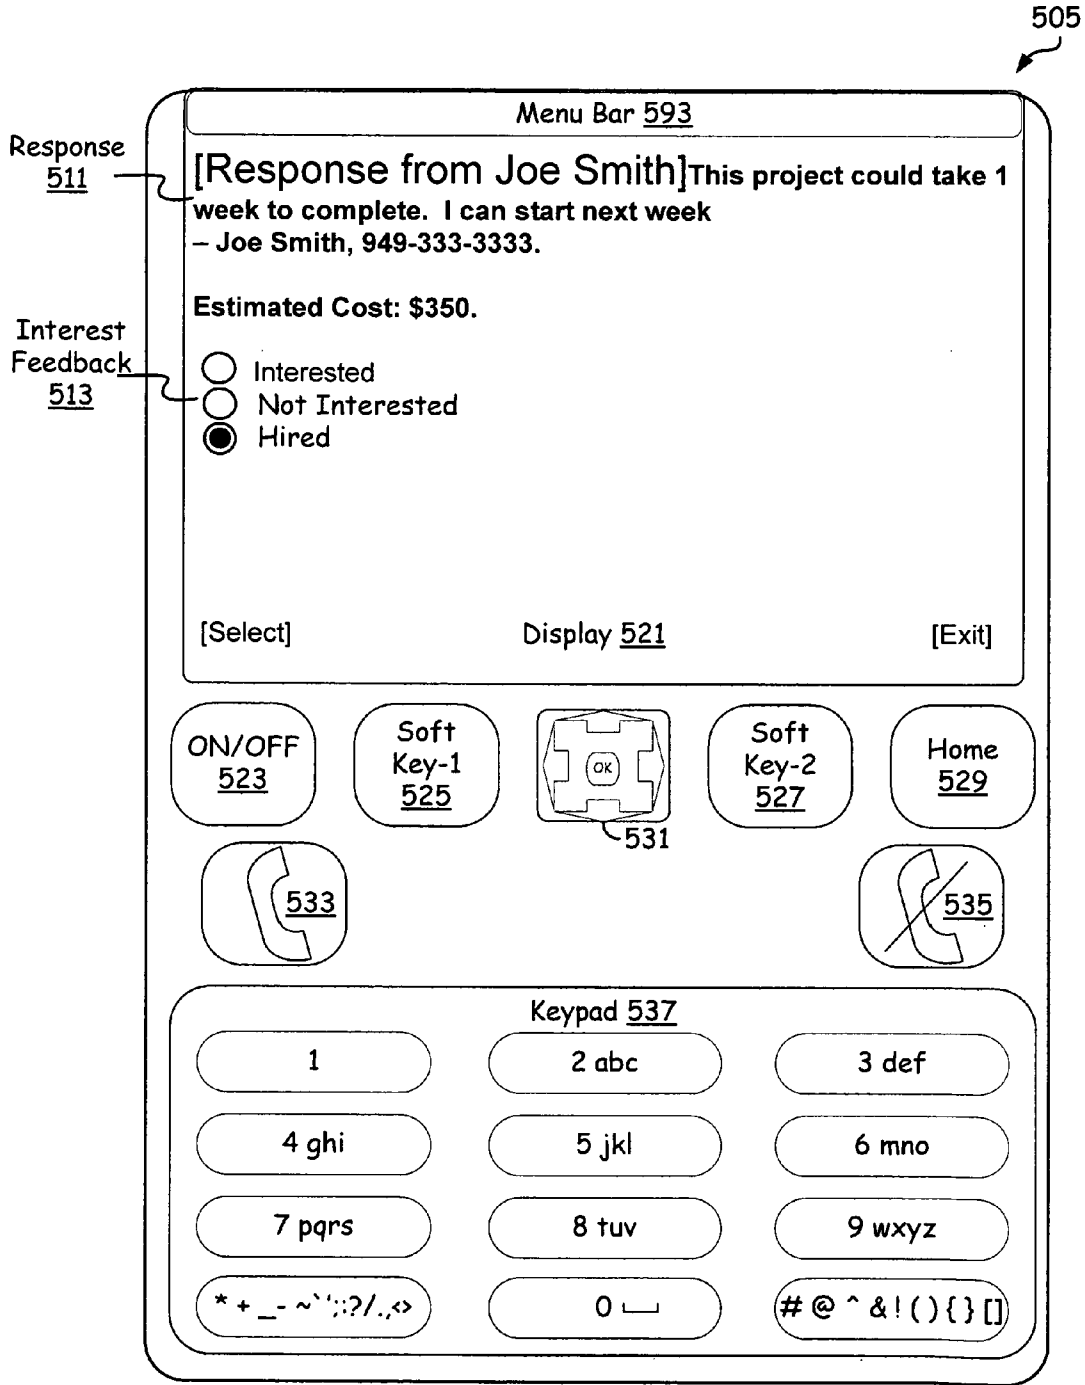 505
Menu Bar 593
Response
511
[Response from Joe Smith]This project could take 1
week to complete. I can start next week
– Joe Smith, 949-333-3333.
Estimated Cost: $350.
Interest
Feedback
513
Interested
Not Interested
Hired
[Select]
Display 521
[Exit]
ON/OFF
523
Soft
Key-1
525
OK
531
Soft
Key-2
527
Home
529
533
535
Keypad 537
1
2 abc
3 def
4 ghi
5 jkl
6 mno
7 pqrs
8 tuv
9 wxyz
* + _ - ~ ` ' ; : ? / . , < >
0
# @ ^ & ! ( ) { } [ ]